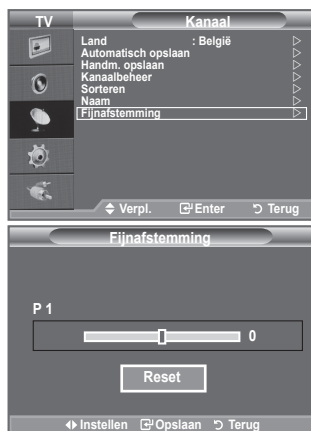 TV Kanaal
Land : België
Automatisch opslaan
Handm. opslaan
Kanaalbeheer
Sorteren
Naam
Fijnafstemming
Verpl. Enter Terug
Fijnafstemming
P 1
0
Reset
Instellen Opslaan Terug